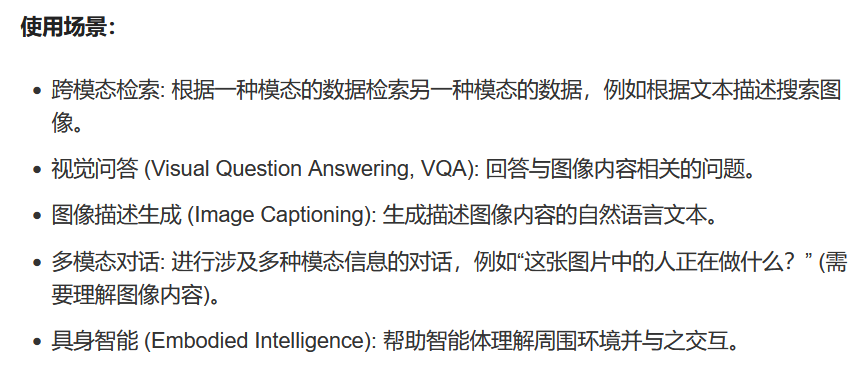 使用场景：
• 跨模态检索: 根据一种模态的数据检索另一种模态的数据，例如根据文本描述搜索图
像。
• 视觉问答 (Visual Question Answering, VQA): 回答与图像内容相关的问题。
• 图像描述生成 (Image Captioning): 生成描述图像内容的自然语言文本。
• 多模态对话: 进行涉及多种模态信息的对话，例如“这张图片中的人正在做什么？” (需
要理解图像内容)。
• 具身智能 (Embodied Intelligence): 帮助智能体理解周围环境并与之交互。